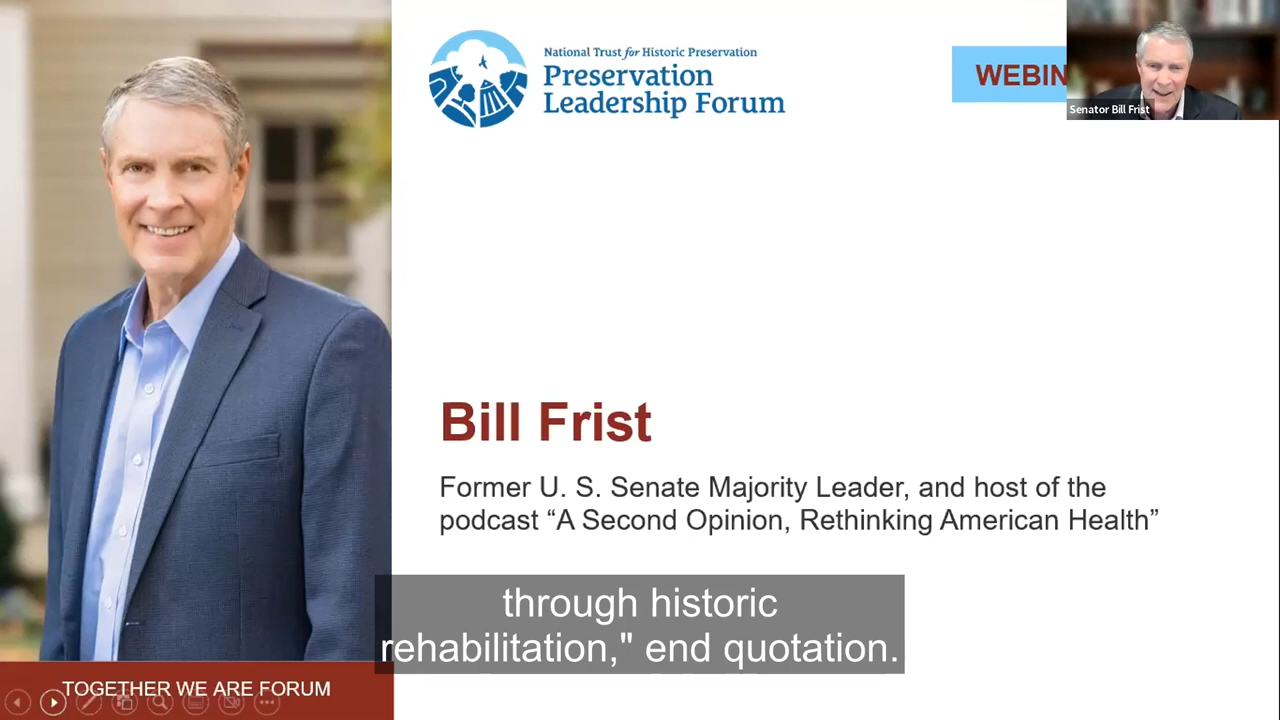 National Trust for Historic Preservation
Preservation
Leadership Forum
WEBIN
Senator Bill Frist
Bill Frist
Former U. S. Senate Majority Leader, and host of the
podcast “A Second Opinion, Rethinking American Health”
through historic
rehabilitation," end quotation.
TOGETHER WE ARE FORUM